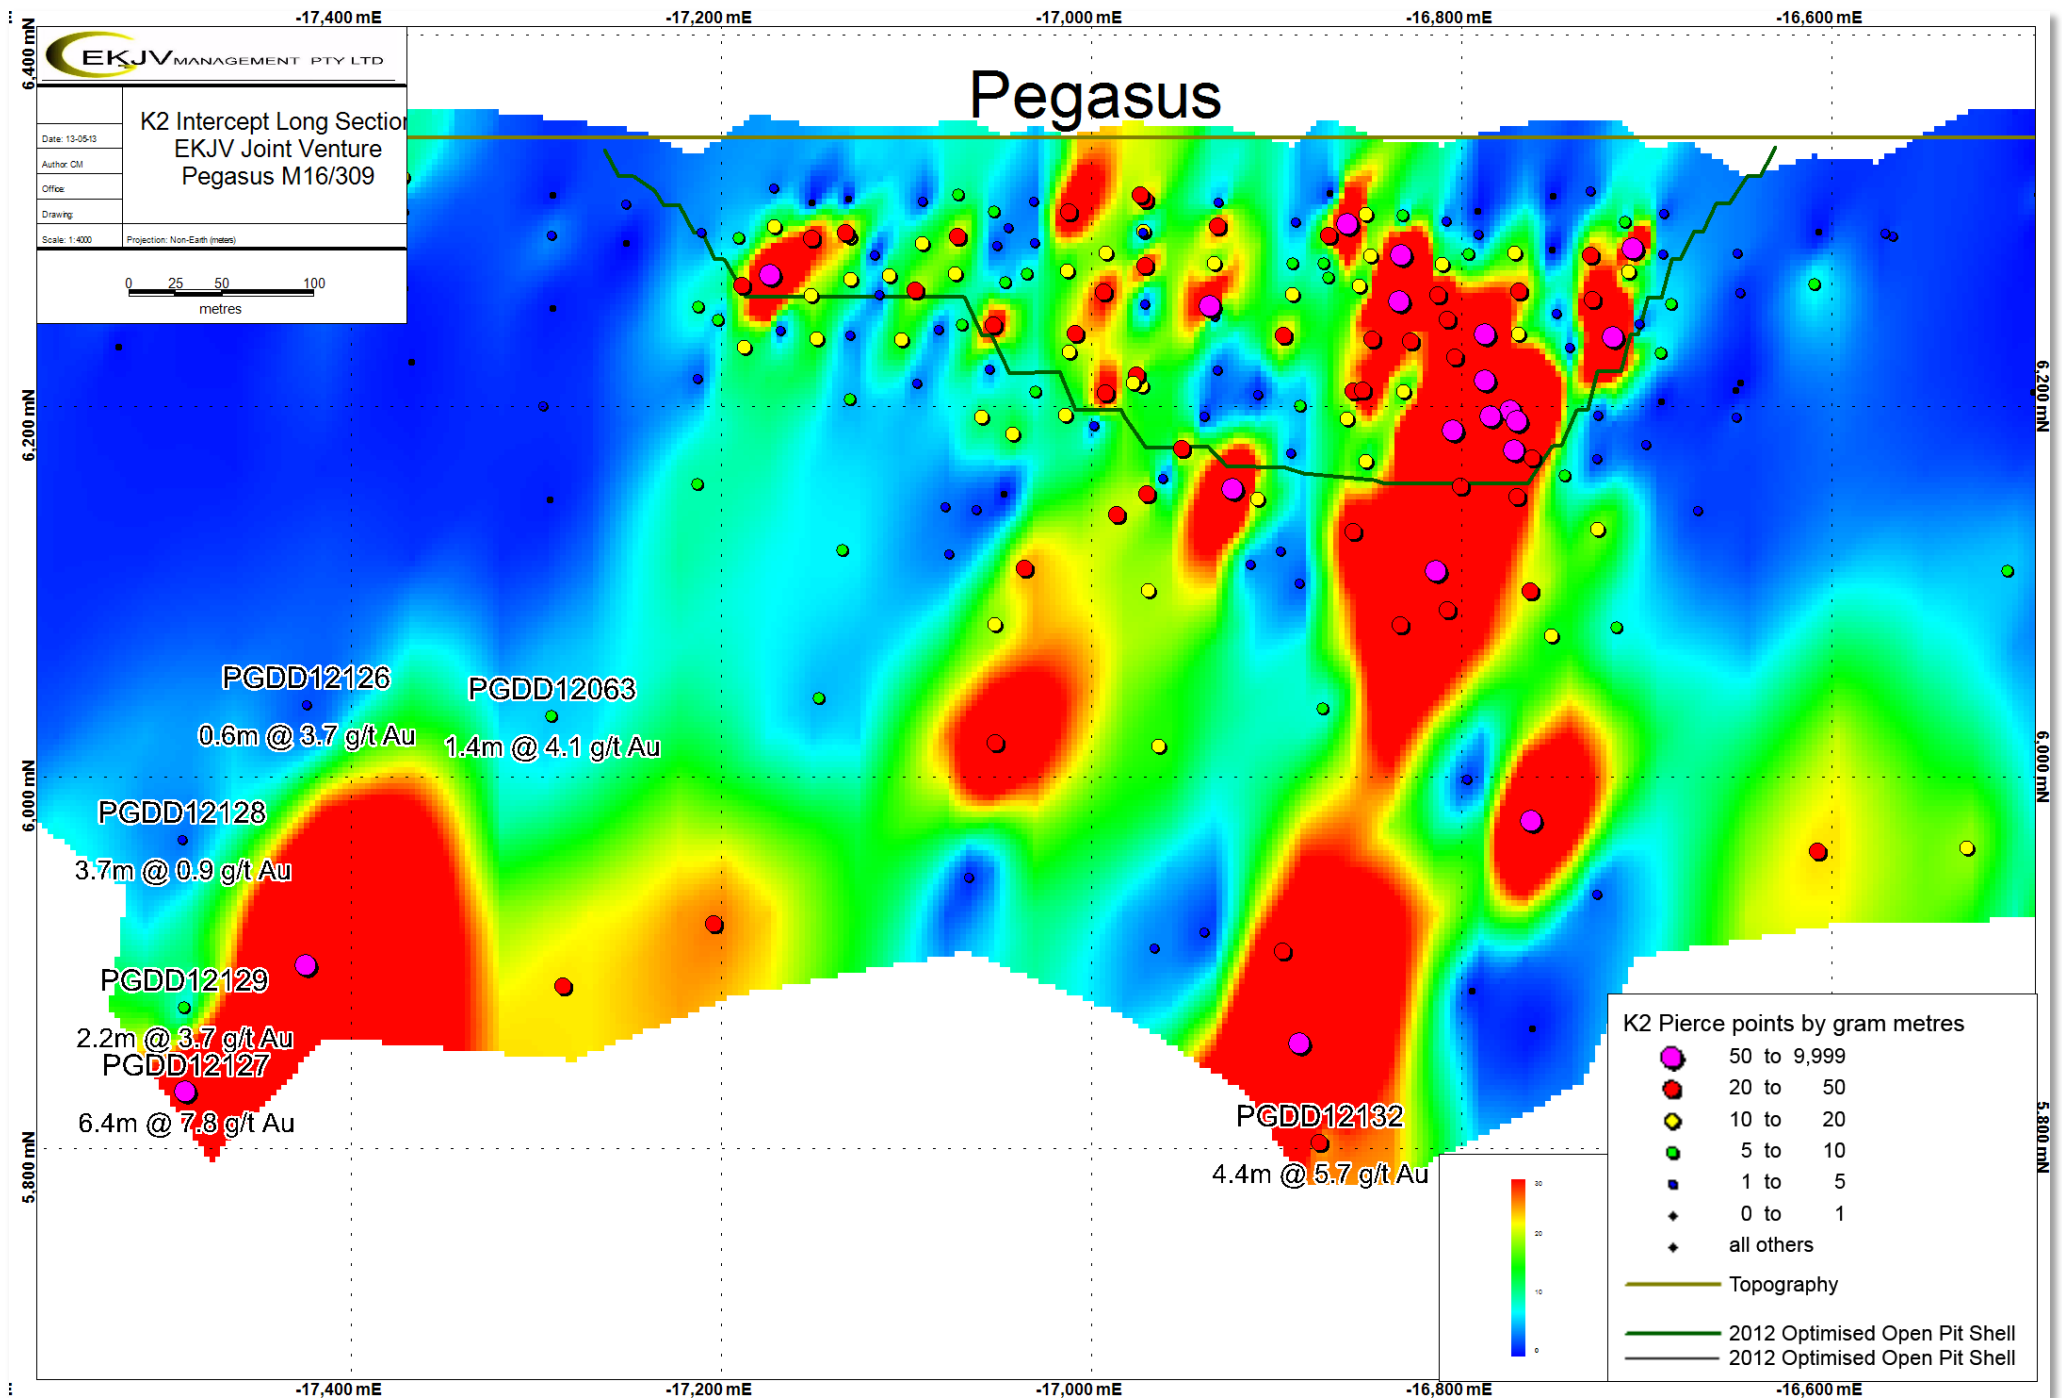 -17,400 mE
-17,200 mE
-17,000 mE
-16,800 mE
-16,600 mE
6,400 mN
EKJV MANAGEMENT PTY LTD
K2 Intercept Long Section
EKJV Joint Venture
Pegasus M16/309
Date: 13-05-13
Author: CM
Office:
Drawing:
Scale: 1:4000
Projection: Non-Earth (meters)
0 25 50 100
metres
Pegasus
6,200 mN
6,200 mN
PGDD12126
0.6m @ 3.7 g/t Au
PGDD12063
1.4m @ 4.1 g/t Au
6,000 mN
6,000 mN
PGDD12128
3.7m @ 0.9 g/t Au
PGDD12129
2.2m @ 3.7 g/t Au
PGDD12127
6.4m @ 7.8 g/t Au
PGDD12132
4.4m @ 5.7 g/t Au
5,800 mN
5,800 mN
30
20
10
0
K2 Pierce points by gram metres
50 to 9,999
20 to 50
10 to 20
5 to 10
1 to 5
0 to 1
all others
Topography
2012 Optimised Open Pit Shell
2012 Optimised Open Pit Shell
-17,400 mE
-17,200 mE
-17,000 mE
-16,800 mE
-16,600 mE